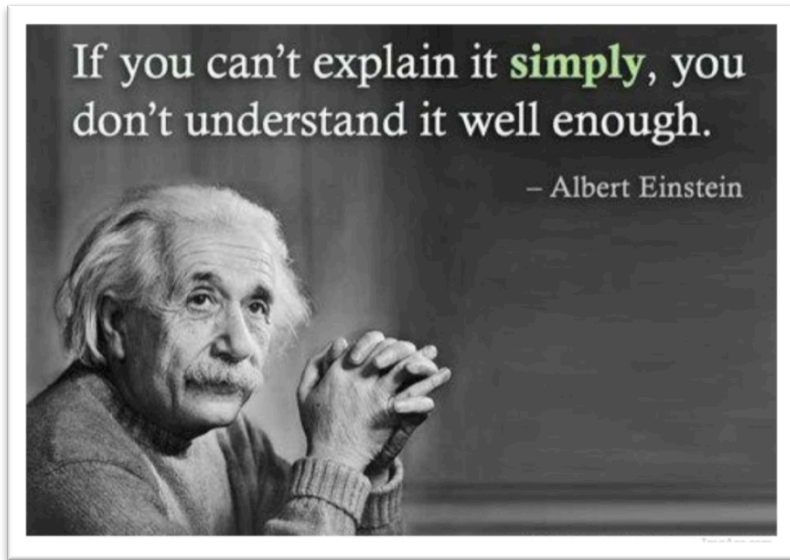 If you can't explain it simply, you
don't understand it well enough.
– Albert Einstein